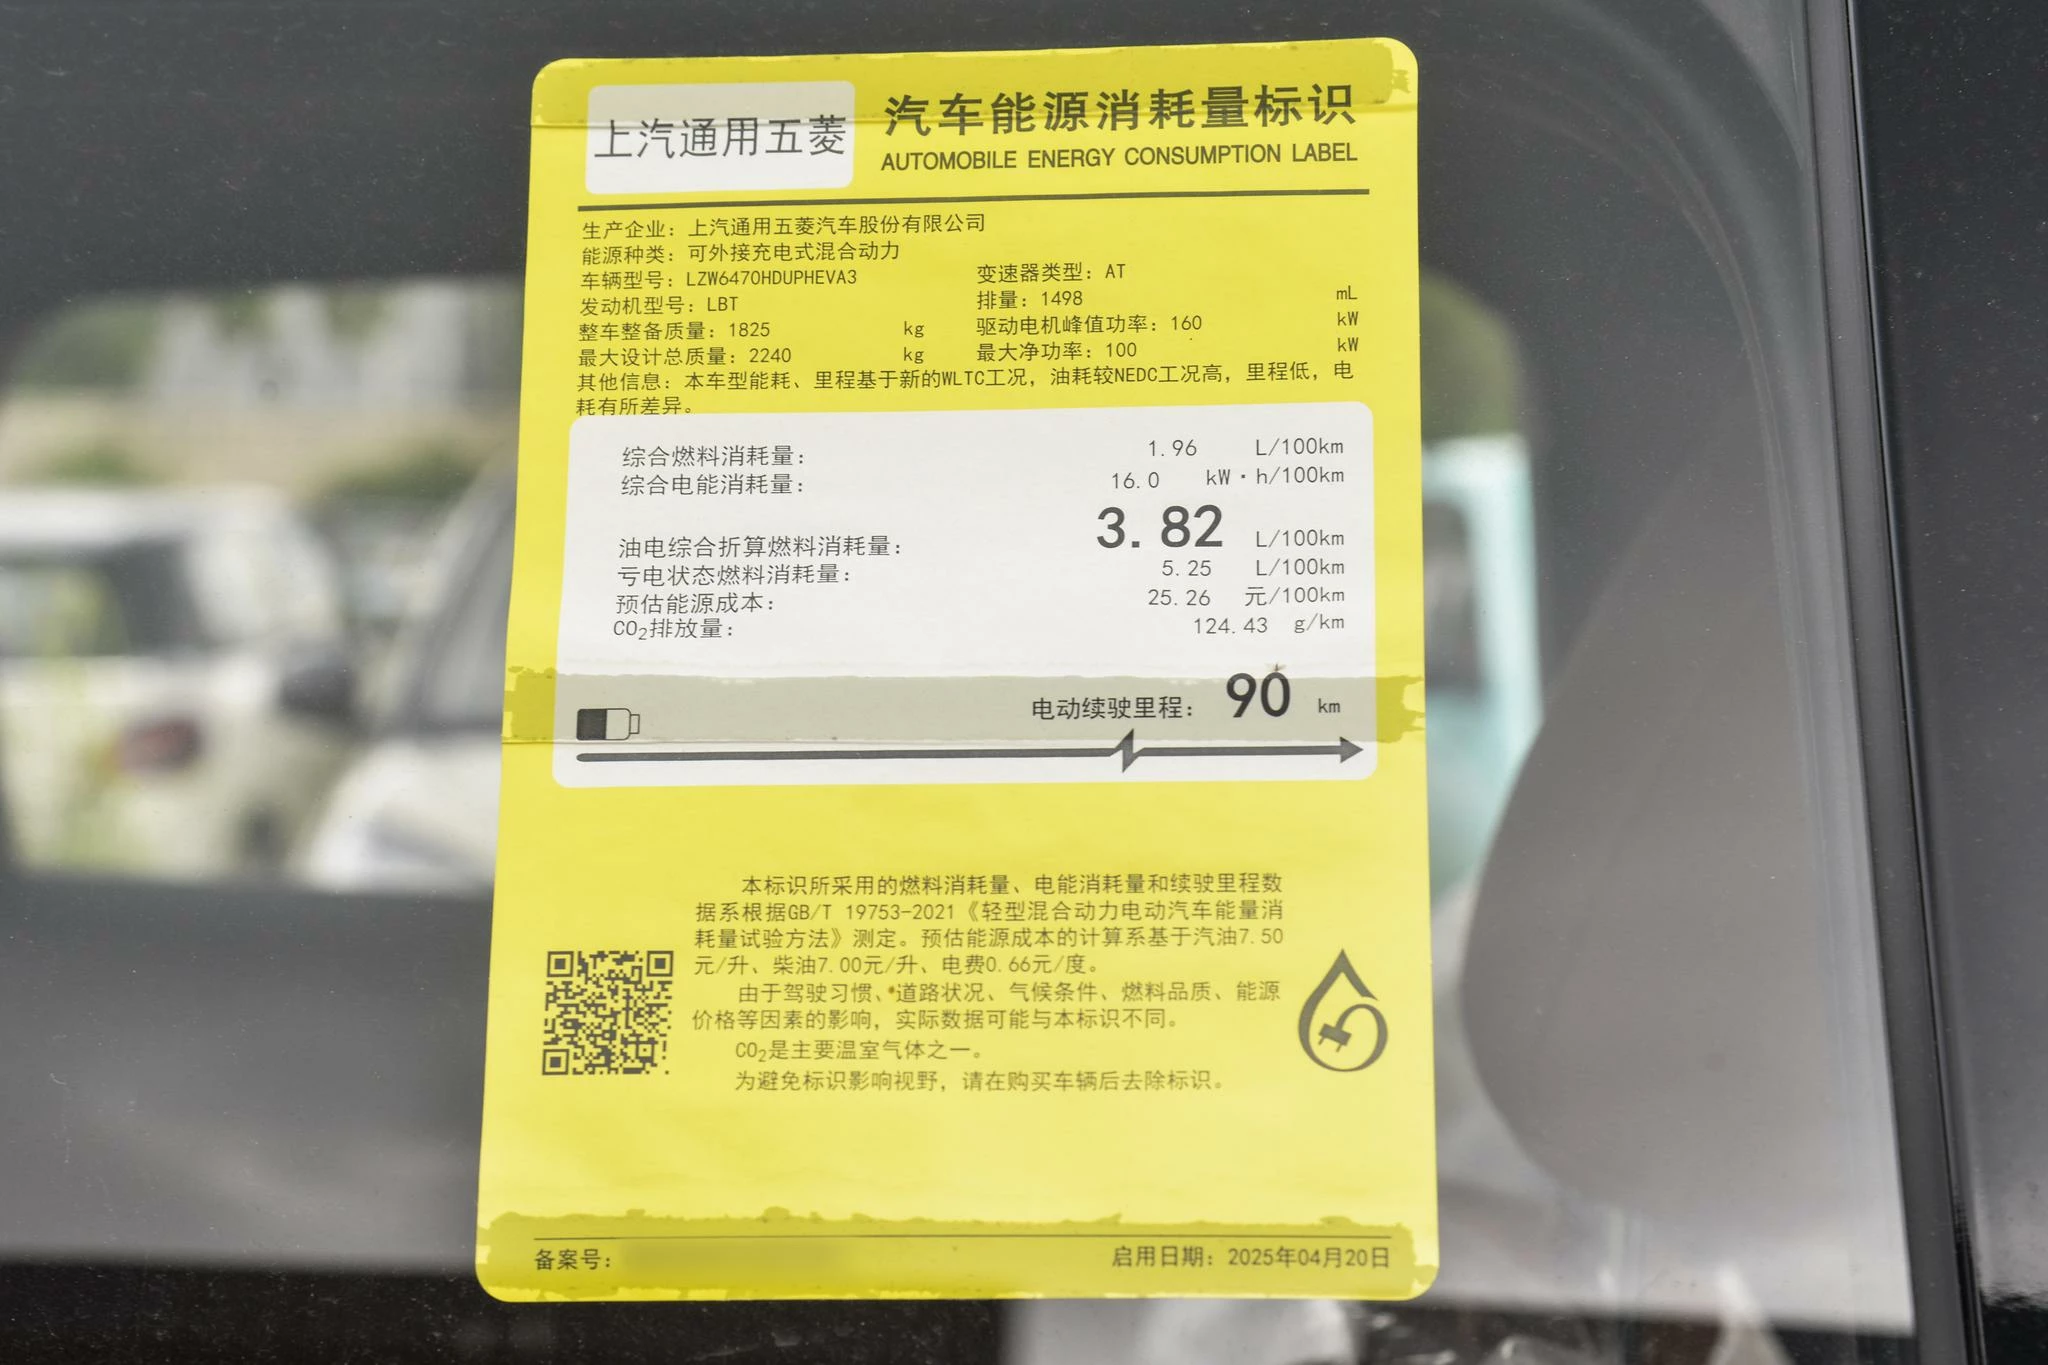 上汽通用五菱
汽车能源消耗量标识
AUTOMOBILE ENERGY CONSUMPTION LABEL
生产企业：上汽通用五菱汽车股份有限公司
能源种类：可外接充电式混合动力
车辆型号：LZW6470HDUPHEVA3 变速器类型：AT
发动机型号：LBT 排量：1498 mL
整车整备质量：1825 kg 驱动电机峰值功率：160 kW
最大设计总质量：2240 kg 最大净功率：100 kW
其他信息：本车型能耗、里程基于新的WLTC工况，油耗较NEDC工况高，里程低，电
耗有所差异。
综合燃料消耗量： 1.96 L/100km
综合电能消耗量： 16.0 kW·h/100km
油电综合折算燃料消耗量： 3.82 L/100km
亏电状态燃料消耗量： 5.25 L/100km
预估能源成本： 25.26 元/100km
CO₂排放量： 124.43 g/km
电动续驶里程： 90 km
本标识所采用的燃料消耗量、电能消耗量和续驶里程数
据系根据GB/T 19753-2021《轻型混合动力电动汽车能量消
耗量试验方法》测定。预估能源成本的计算系基于汽油7.50
元/升、柴油7.00元/升、电费0.66元/度。
由于驾驶习惯、道路状况、气候条件、燃料品质、能源
价格等因素的影响，实际数据可能与本标识不同。
CO₂是主要温室气体之一。
为避免标识影响视野，请在购买车辆后去除标识。
备案号： 启用日期：2025年04月20日